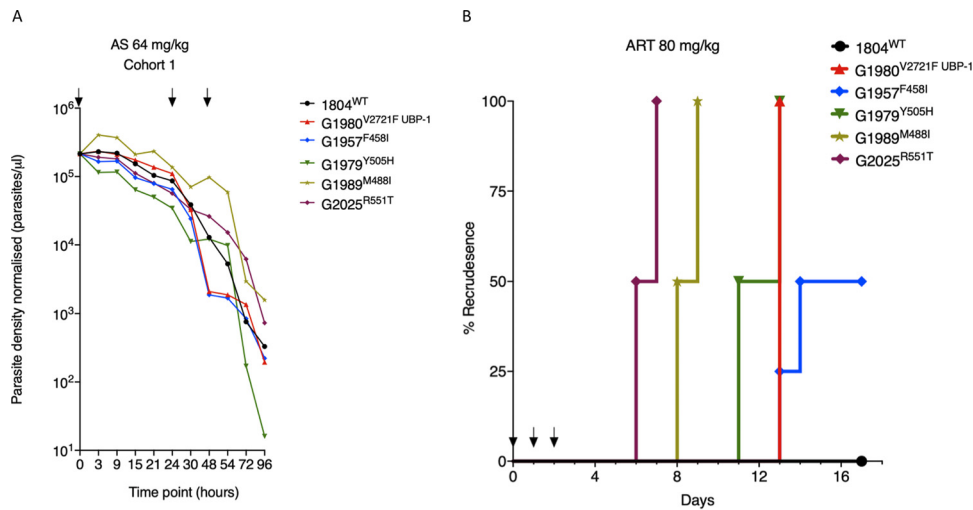 A
AS 64 mg/kg
Cohort 1
Parasite density normalised (parasites/µl)
10⁶
10⁵
10⁴
10³
10²
10¹
0 3 9 15 21 24 30 48 54 72 96
Time point (hours)
1804ᵂᵀ
G1980ⱽ²⁷²¹ᶠ ᵁᴮᴾ⁻¹
G1957ᶠ⁴⁵⁸ᴵ
G1979ʸ⁵⁰⁵ᴴ
G1989ᴹ⁴⁸⁸ᴵ
G2025ᴿ⁵⁵¹ᵀ
B
ART 80 mg/kg
% Recrudesence
100
75
50
25
0
0 4 8 12 16
Days
1804ᵂᵀ
G1980ⱽ²⁷²¹ᶠ ᵁᴮᴾ⁻¹
G1957ᶠ⁴⁵⁸ᴵ
G1979ʸ⁵⁰⁵ᴴ
G1989ᴹ⁴⁸⁸ᴵ
G2025ᴿ⁵⁵¹ᵀ